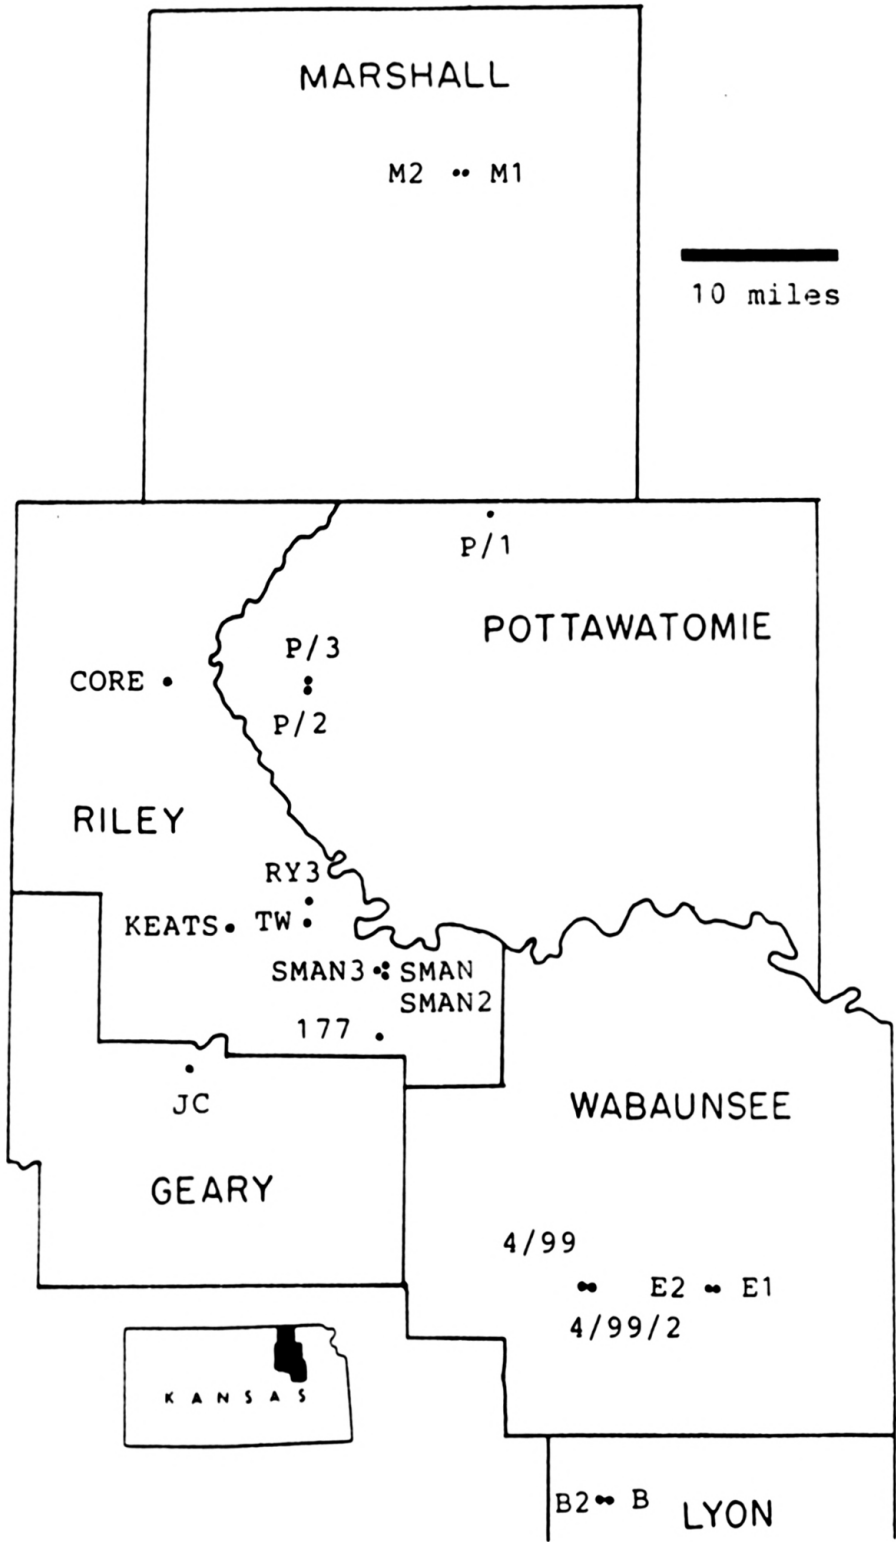 MARSHALL
M2 M1
10 miles
P/1
POTTAWATOMIE
P/3
CORE
P/2
RILEY
RY3
KEATS TW
SMAN3 SMAN
SMAN2
177
JC
WABAUNSEE
GEARY
4/99
E2 E1
4/99/2
KANSAS
B2 B
LYON